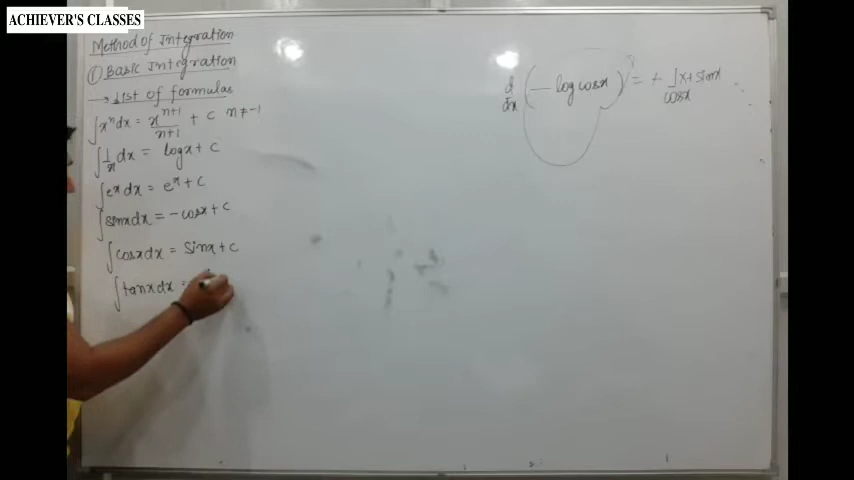 ACHIEVER'S CLASSES
Method of Integration
① Basic Integration
→ List of formulas
∫xⁿdx = xⁿ⁺¹/n+1 + c n ≠ -1
∫1/x dx = logx + c
∫eˣdx = eˣ + c
∫sinxdx = -cosx + c
∫cosxdx = sinx + c
∫tanxdx =
d/dx (- log cosx) = + 1/cosx x + sinx